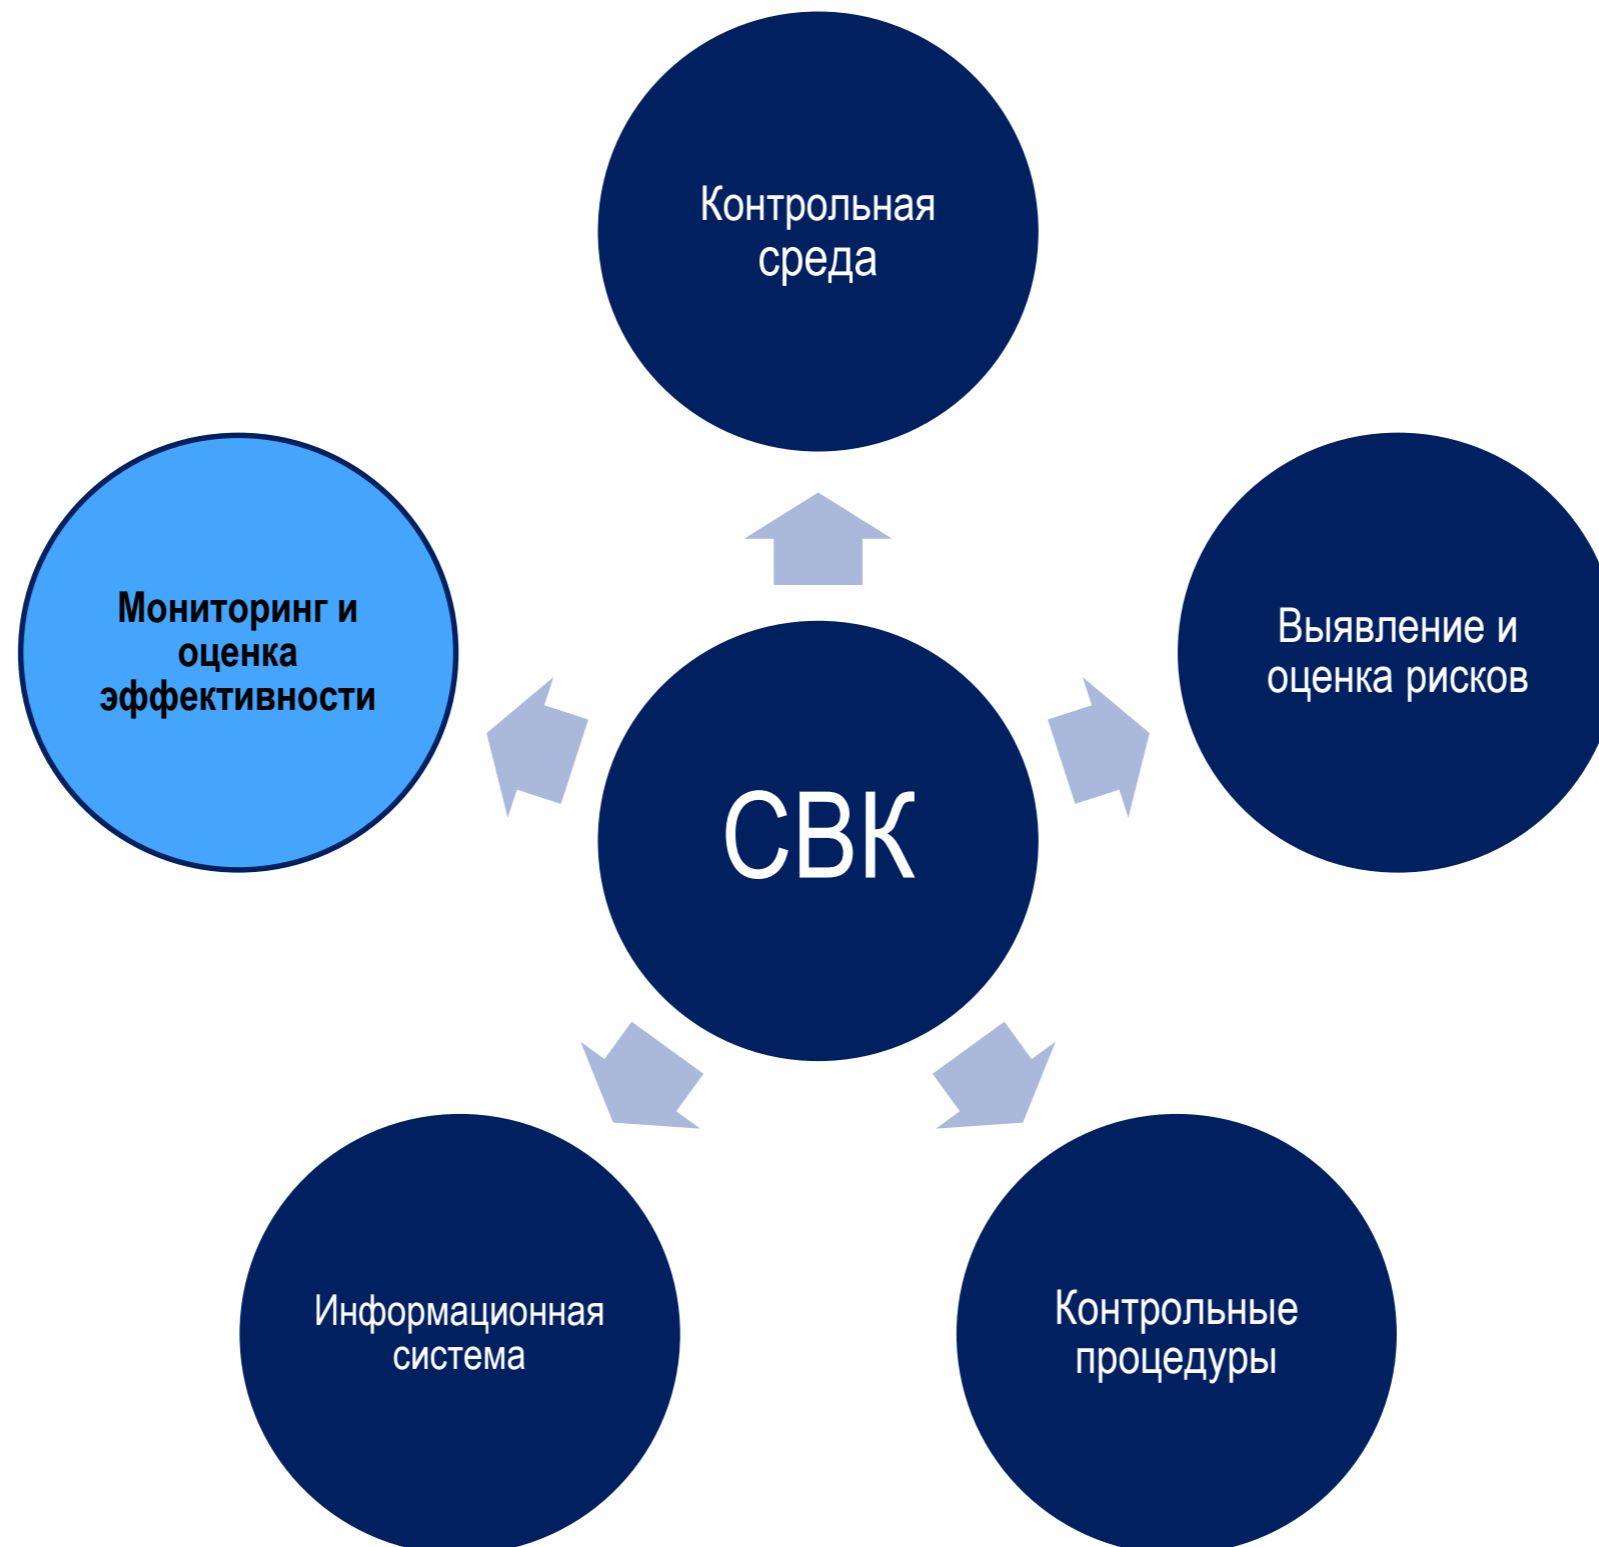 Контрольная
среда
Мониторинг и
оценка
эффективности
Выявление и
оценка рисков
СВК
Информационная
система
Контрольные
процедуры